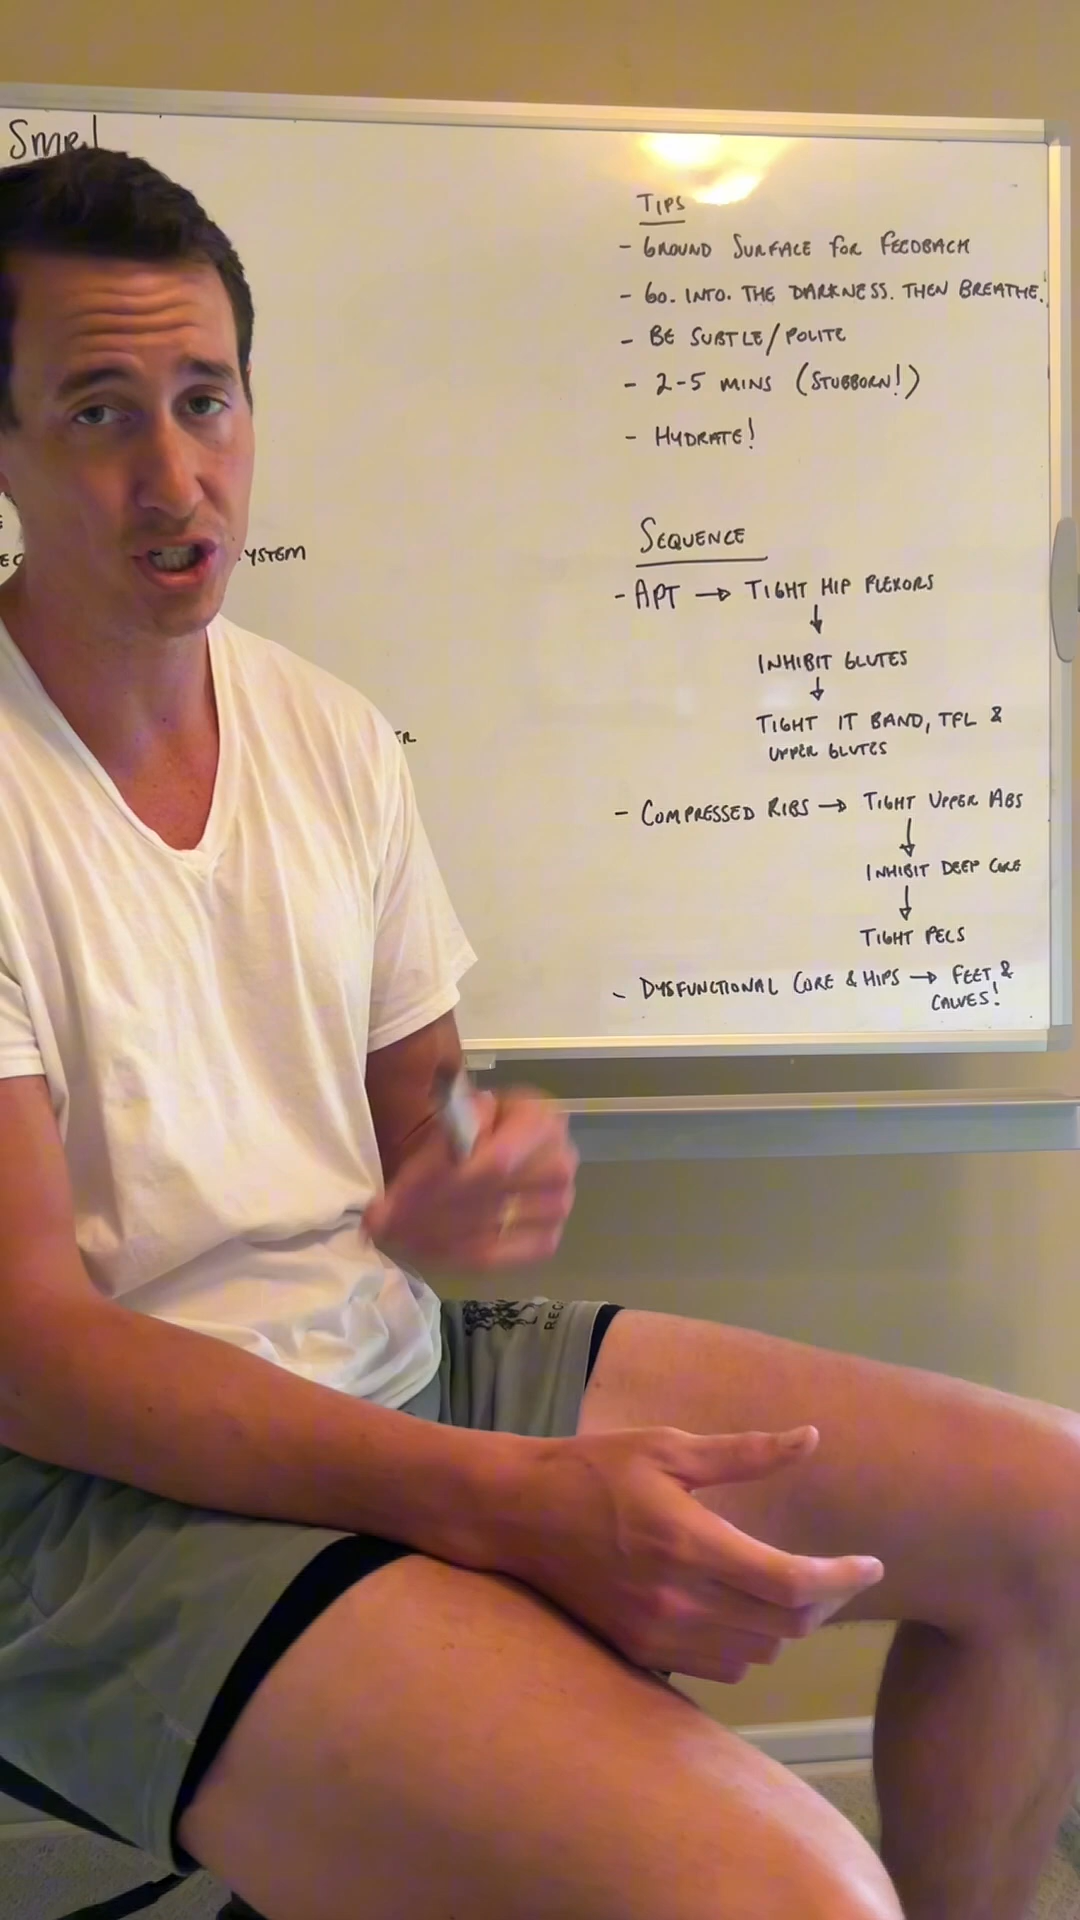 TIPS
- GROUND SURFACE FOR FEEDBACK
- GO. INTO. THE DARKNESS. THEN BREATHE.
- BE SUBTLE/POLITE
- 2-5 MINS (STUBBORN!)
- HYDRATE!
YSTEM
SEQUENCE
- APT → TIGHT HIP FLEXORS
↓
INHIBIT GLUTES
↓
TIGHT IT BAND, TFL &
UPPER GLUTES
- COMPRESSED RIBS → TIGHT UPPER ABS
↓
INHIBIT DEEP CORE
↓
TIGHT PECS
- DYSFUNCTIONAL CORE & HIPS → FEET &
CALVES!
REC